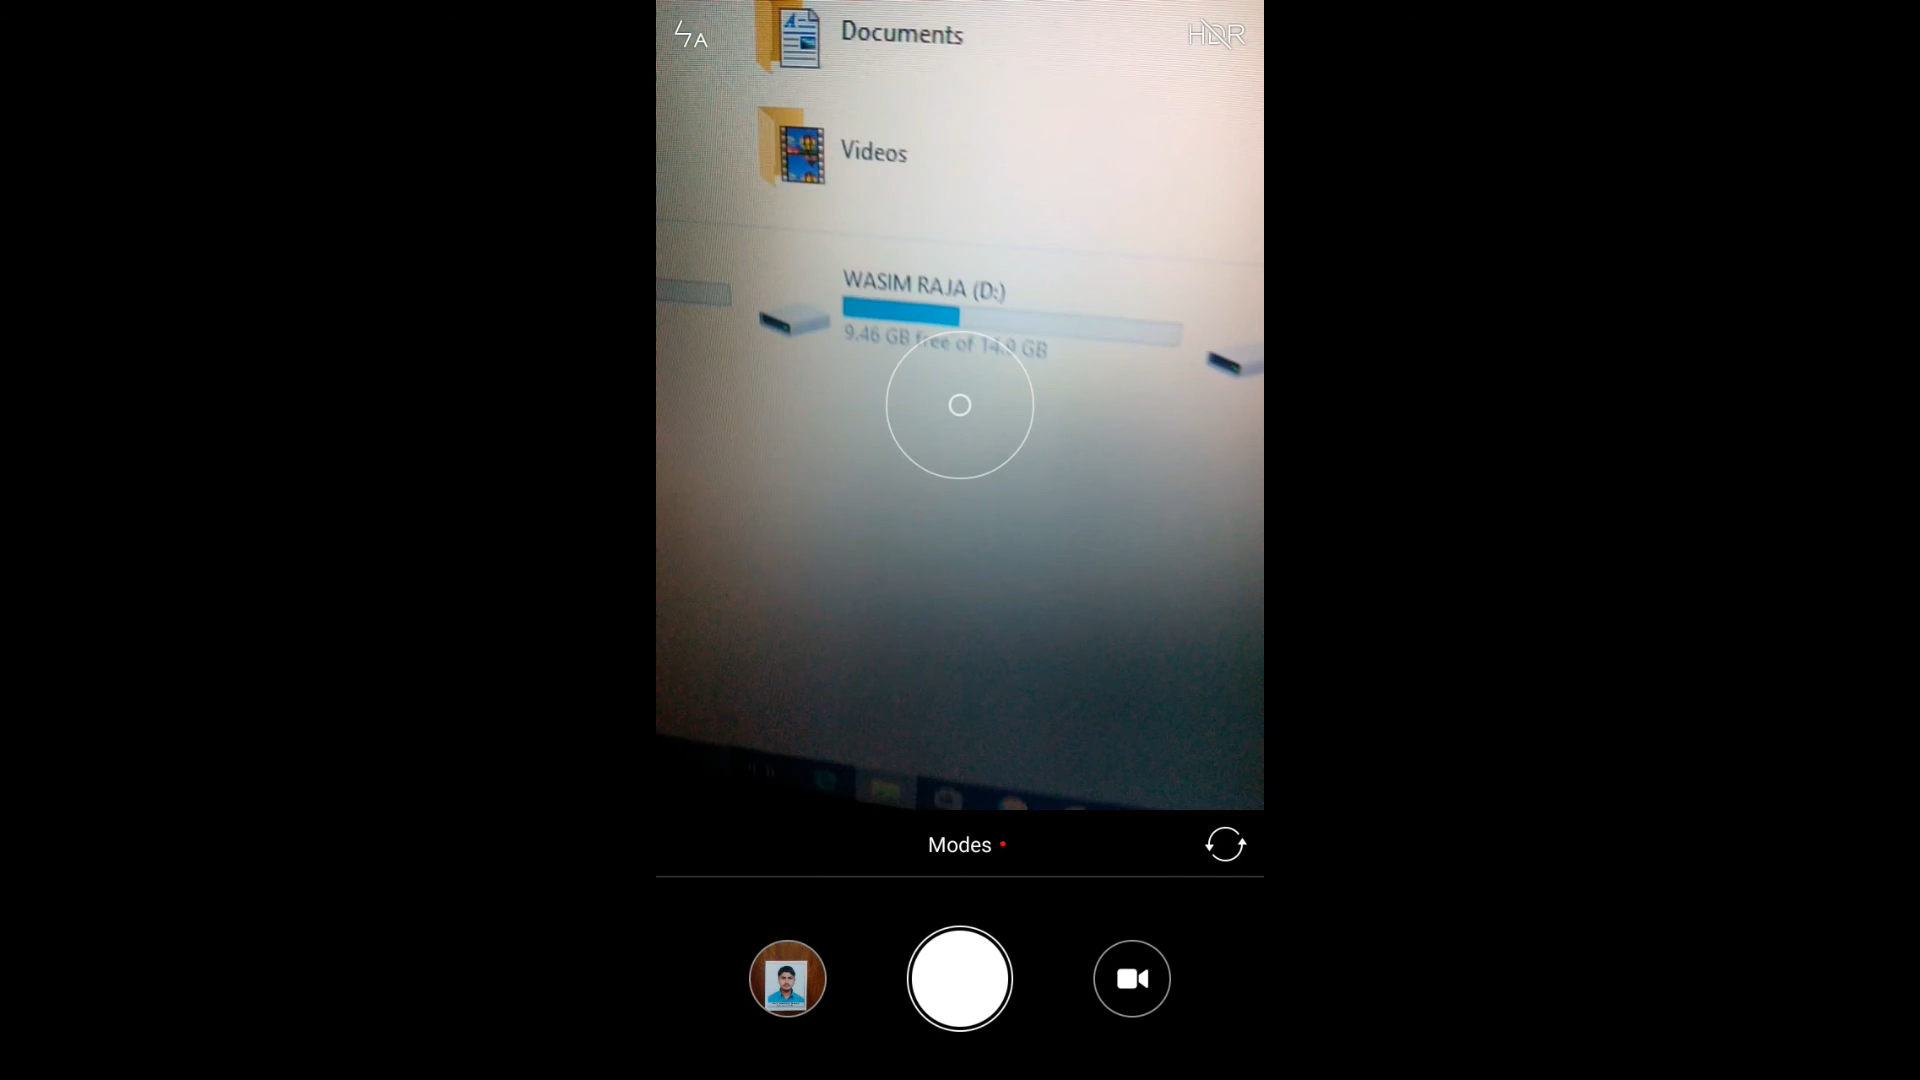 A
HDR
Documents
Videos
WASIM RAJA (D:)
9.46 GB free of 14.9 GB
Modes